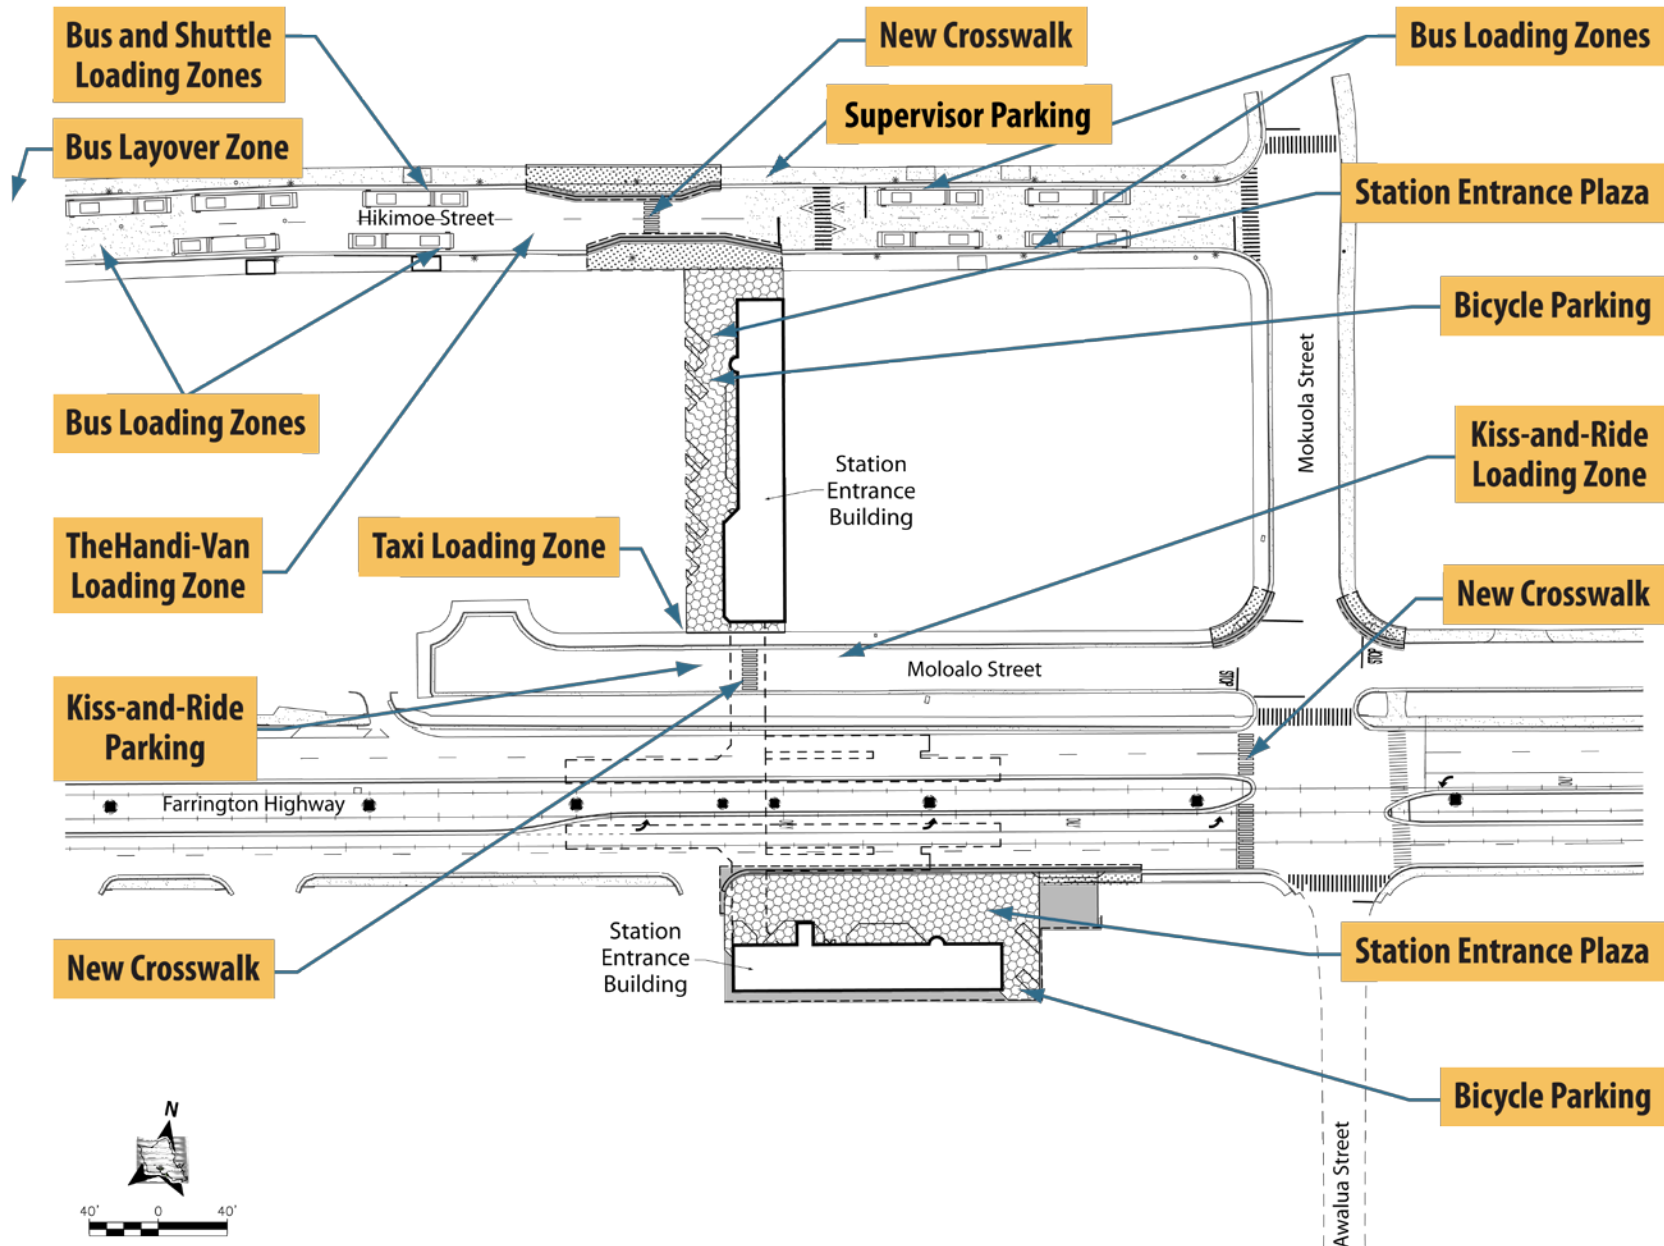 Bus and Shuttle
Loading Zones
New Crosswalk
Bus Loading Zones
Supervisor Parking
Bus Layover Zone
Station Entrance Plaza
Hikimoe Street
Bicycle Parking
Mokuola Street
Bus Loading Zones
Kiss-and-Ride
Loading Zone
Station
Entrance
Building
TheHandi-Van
Loading Zone
Taxi Loading Zone
New Crosswalk
Moloalo Street
STOP
STOP
Kiss-and-Ride
Parking
Farrington Highway
New Crosswalk
Station
Entrance
Building
Station Entrance Plaza
Bicycle Parking
Awalua Street
N
40'
0
40'